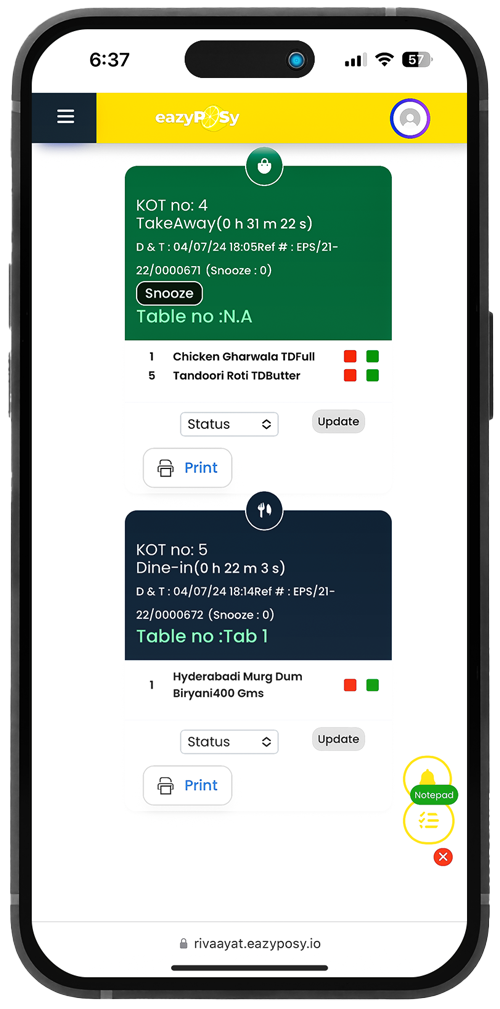 6:37
57
eazyPOSy
KOT no: 4
TakeAway(0 h 31 m 22 s)
D & T : 04/07/24 18:05Ref # : EPS/21-
22/0000671 (Snooze : 0)
Snooze
Table no :N.A
1 Chicken Gharwala TDFull
5 Tandoori Roti TDButter
Status
Update
Print
KOT no: 5
Dine-in(0 h 22 m 3 s)
D & T : 04/07/24 18:14Ref # : EPS/21-
22/0000672 (Snooze : 0)
Table no :Tab 1
1 Hyderabadi Murg Dum
Biryani400 Gms
Status
Update
Print
Notepad
rivaayat.eazyposy.io